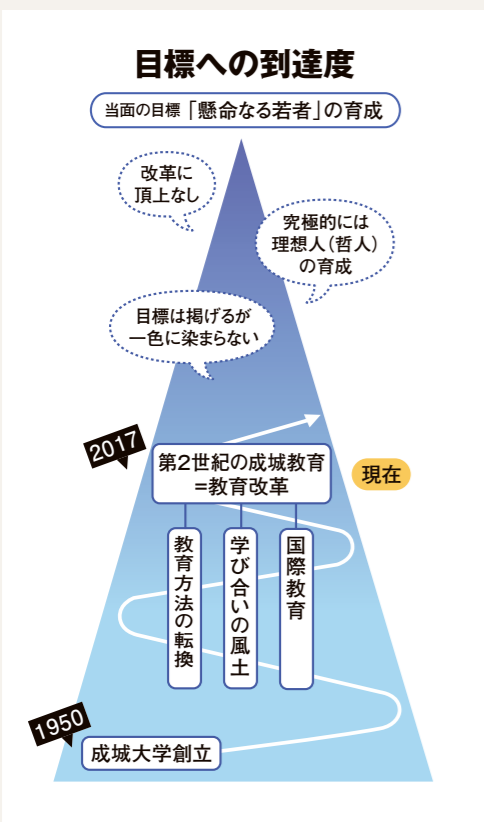 目標への到達度
当面の目標「懸命なる若者」の育成
改革に
頂上なし
究極的には
理想人(哲人)
の育成
目標は掲げるが
一色に染まらない
2017
第2世紀の成城教育
=教育改革
現在
教育方法の転換
学び合いの風土
国際教育
1950
成城大学創立